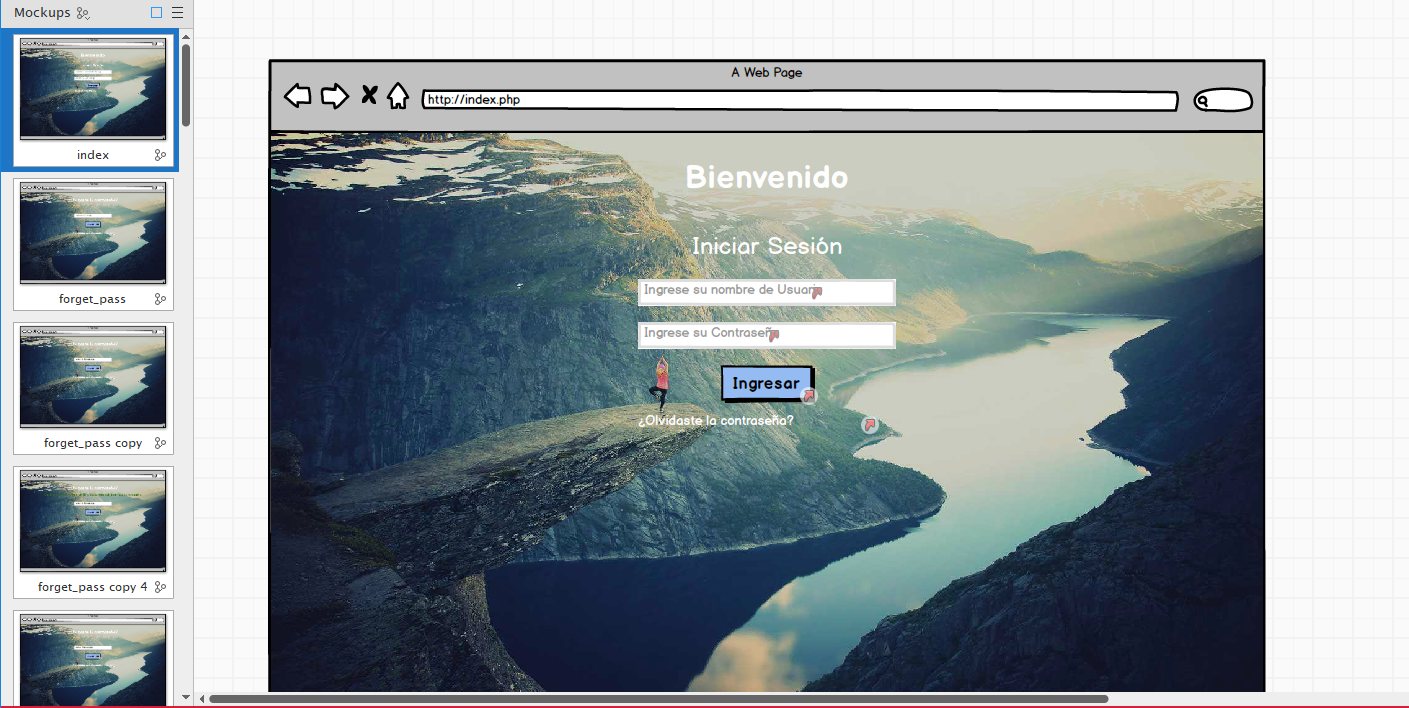 Mockups
index
forget_pass
forget_pass copy
forget_pass copy 4
A Web Page
http://index.php
Bienvenido
Iniciar Sesión
Ingrese su nombre de Usuario
Ingrese su Contraseña
Ingresar
¿Olvidaste la contraseña?